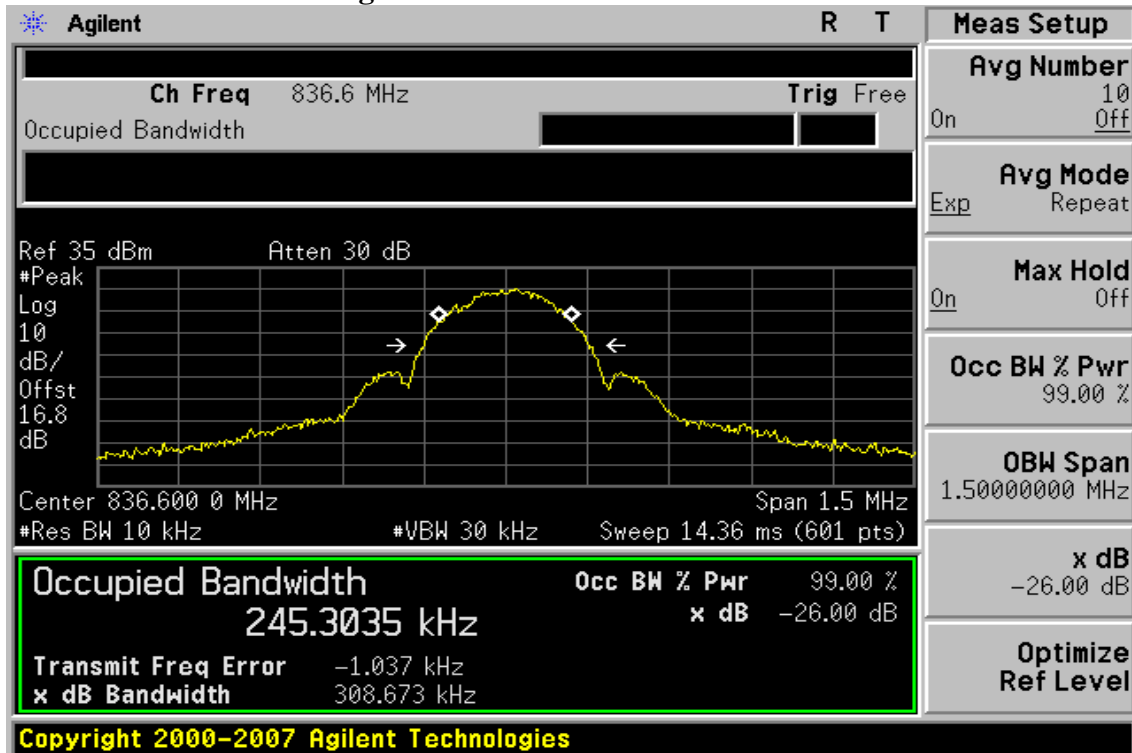 Agilent R T
Ch Freq 836.6 MHz Trig Free
Occupied Bandwidth
Ref 35 dBm Atten 30 dB
#Peak
Log
10
dB/
Offst
16.8
dB
Center 836.600 0 MHz Span 1.5 MHz
#Res BW 10 kHz #VBW 30 kHz Sweep 14.36 ms (601 pts)
Occupied Bandwidth Occ BW % Pwr 99.00 %
245.3035 kHz x dB -26.00 dB
Transmit Freq Error -1.037 kHz
x dB Bandwidth 308.673 kHz
Copyright 2000-2007 Agilent Technologies
Meas Setup
Avg Number
10
On Off
Avg Mode
Exp Repeat
Max Hold
On Off
Occ BW % Pwr
99.00 %
OBW Span
1.50000000 MHz
x dB
-26.00 dB
Optimize
Ref Level